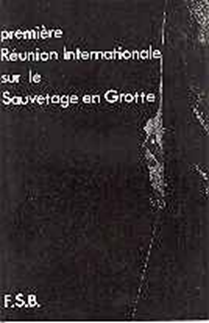 première
Réunion Internationale
sur le
Sauvetage en Grotte
F.S.B.